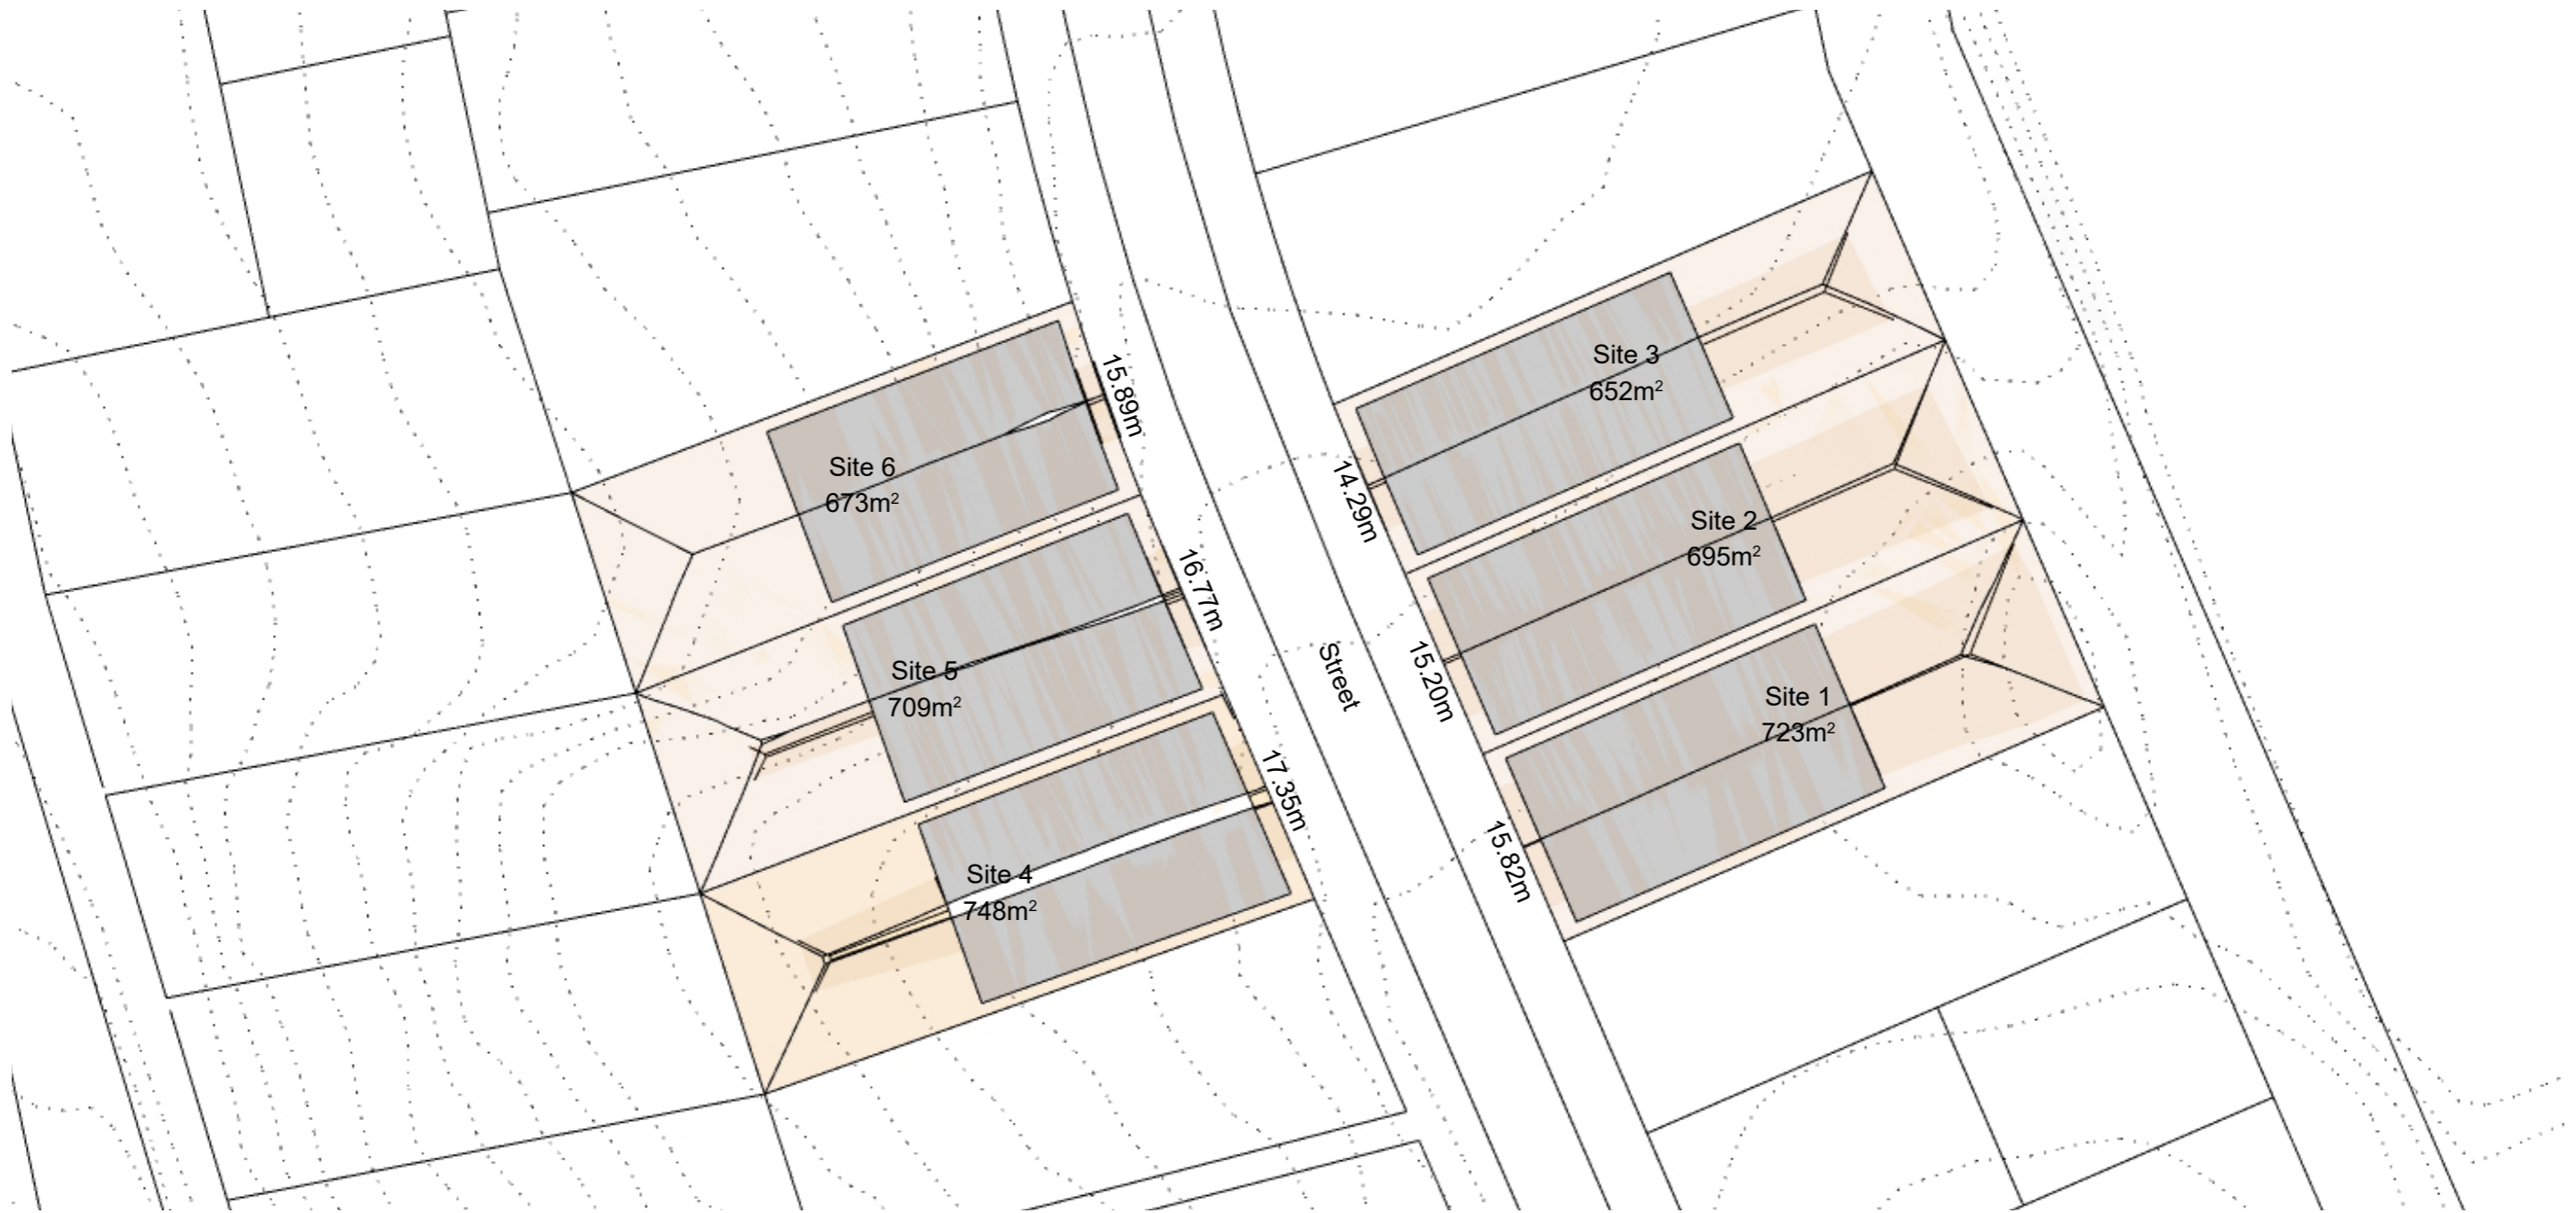 Site 3
652m²
15.89m
Site 6
673m²
14.29m
Site 2
695m²
16.77m
Site 5
709m²
Street
15.20m
Site 1
723m²
17.35m
Site 4
748m²
15.82m